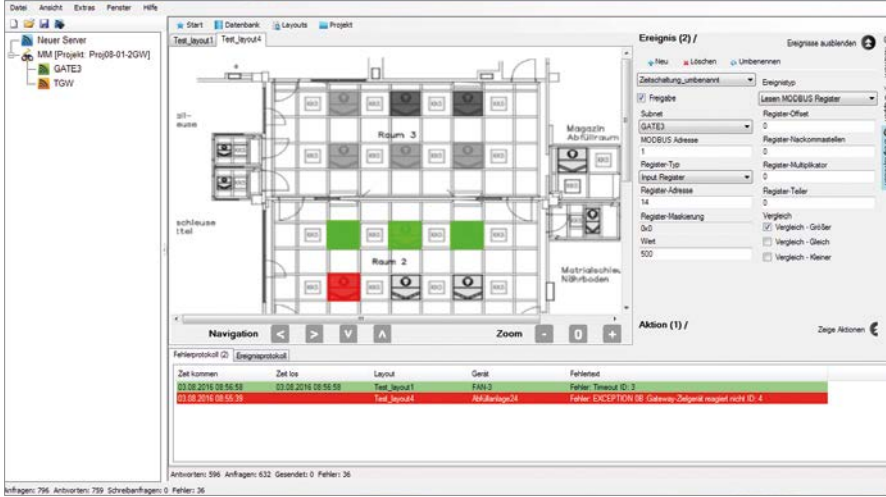 Datei Ansicht Extras Fenster Hilfe
Start Datenbank Layouts Projekt
Neuer Server
MM [Projekt: Proj08-01-2GW]
GATE3
TGW
Test_layout1 Test_layout4
Raum 3
Magazin
Abfüllraum
schleuse
ttel
Raum 2
Matrialschleu
Nährboden
KKG
Navigation < > V Λ Zoom - 0 +
Ereignis (2) / Ereignisse ausblenden
Neu Löschen Umbenennen
Zeitschaltung_umbenannt Ereignistyp
Freigabe Lesen MODBUS Register
Subnet Register-Offset
GATE3 0
MODBUS Adresse Register-Nackommastellen
1 0
Register-Typ Register-Multiplikator
Input Register 0
Register-Adresse Register-Teiler
14 0
Register-Maskierung Vergleich
0x0 Vergleich - Größer
Wert Vergleich - Gleich
500 Vergleich - Kleiner
Aktion (1) / Zeige Aktionen
Fehlerprotokoll (2) Ereignisprotokoll
Zeit kommen Zeit los Layout Gerät Fehlertext
03.08.2016 08:56:58 03.08.2016 08:56:58 Test_layout1 FAN-3 Fehler: Timeout ID: 3
03.08.2016 08:55:39 Test_layout4 Abfüllanlage24 Fehler: EXCEPTION 0B :Gateway-Zielgerät reagiert nicht ID: 4
Antworten: 596 Anfragen: 632 Gesendet: 0 Fehler: 36
Anfragen: 796 Antworten: 759 Schreibanfragen: 0 Fehler: 36